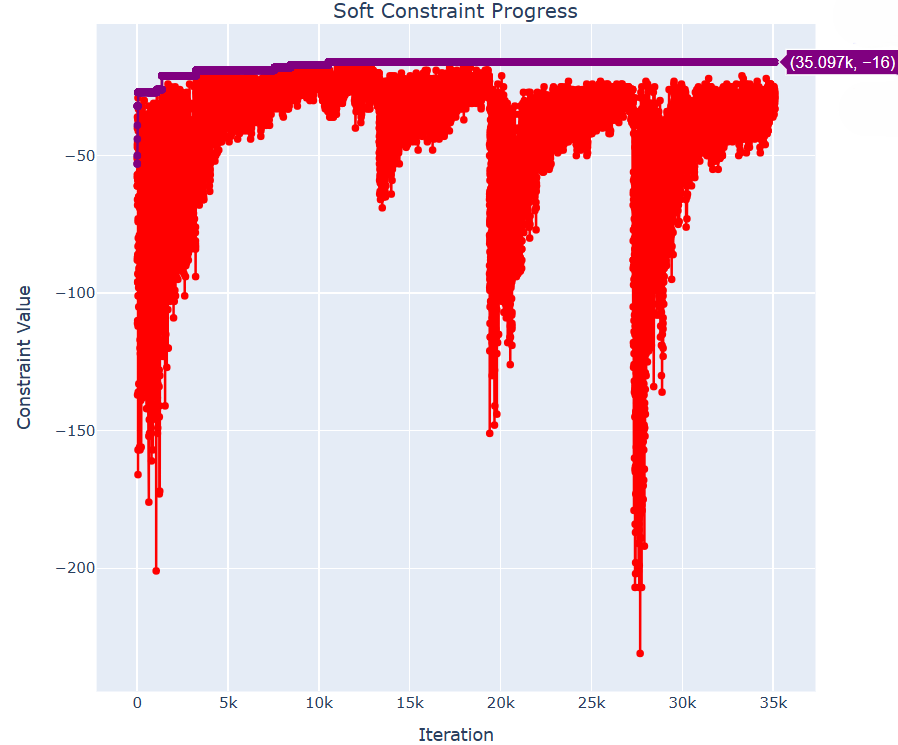 Soft Constraint Progress
(35.097k, −16)
−50
−100
−150
−200
Constraint Value
0 5k 10k 15k 20k 25k 30k 35k
Iteration